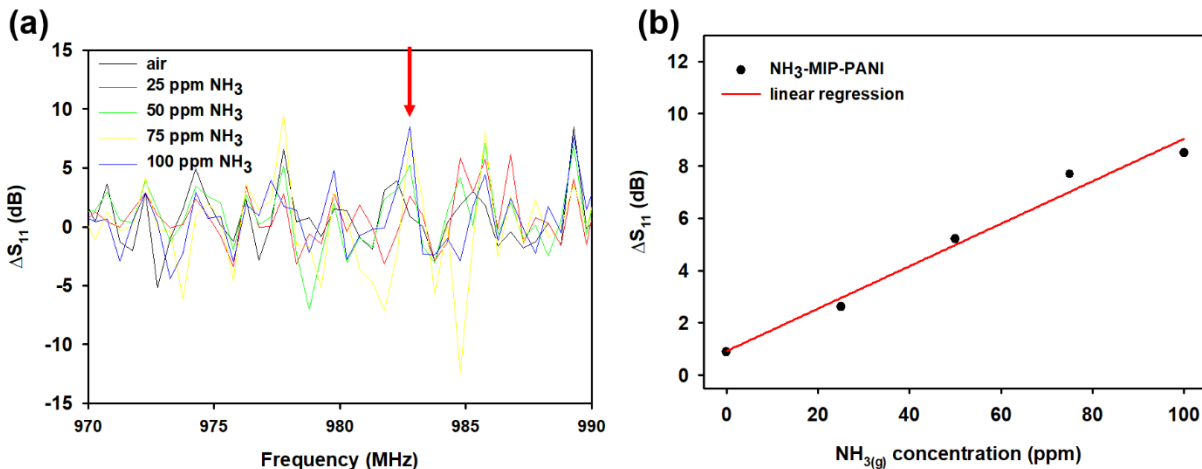 (a)
15
10
5
0
-5
-10
-15
ΔS₁₁ (dB)
air
25 ppm NH₃
50 ppm NH₃
75 ppm NH₃
100 ppm NH₃
970 975 980 985 990
Frequency (MHz)
(b)
12
10
8
6
4
2
0
ΔS₁₁ (dB)
NH₃-MIP-PANI
linear regression
0 20 40 60 80 100
NH₃₍g₎ concentration (ppm)